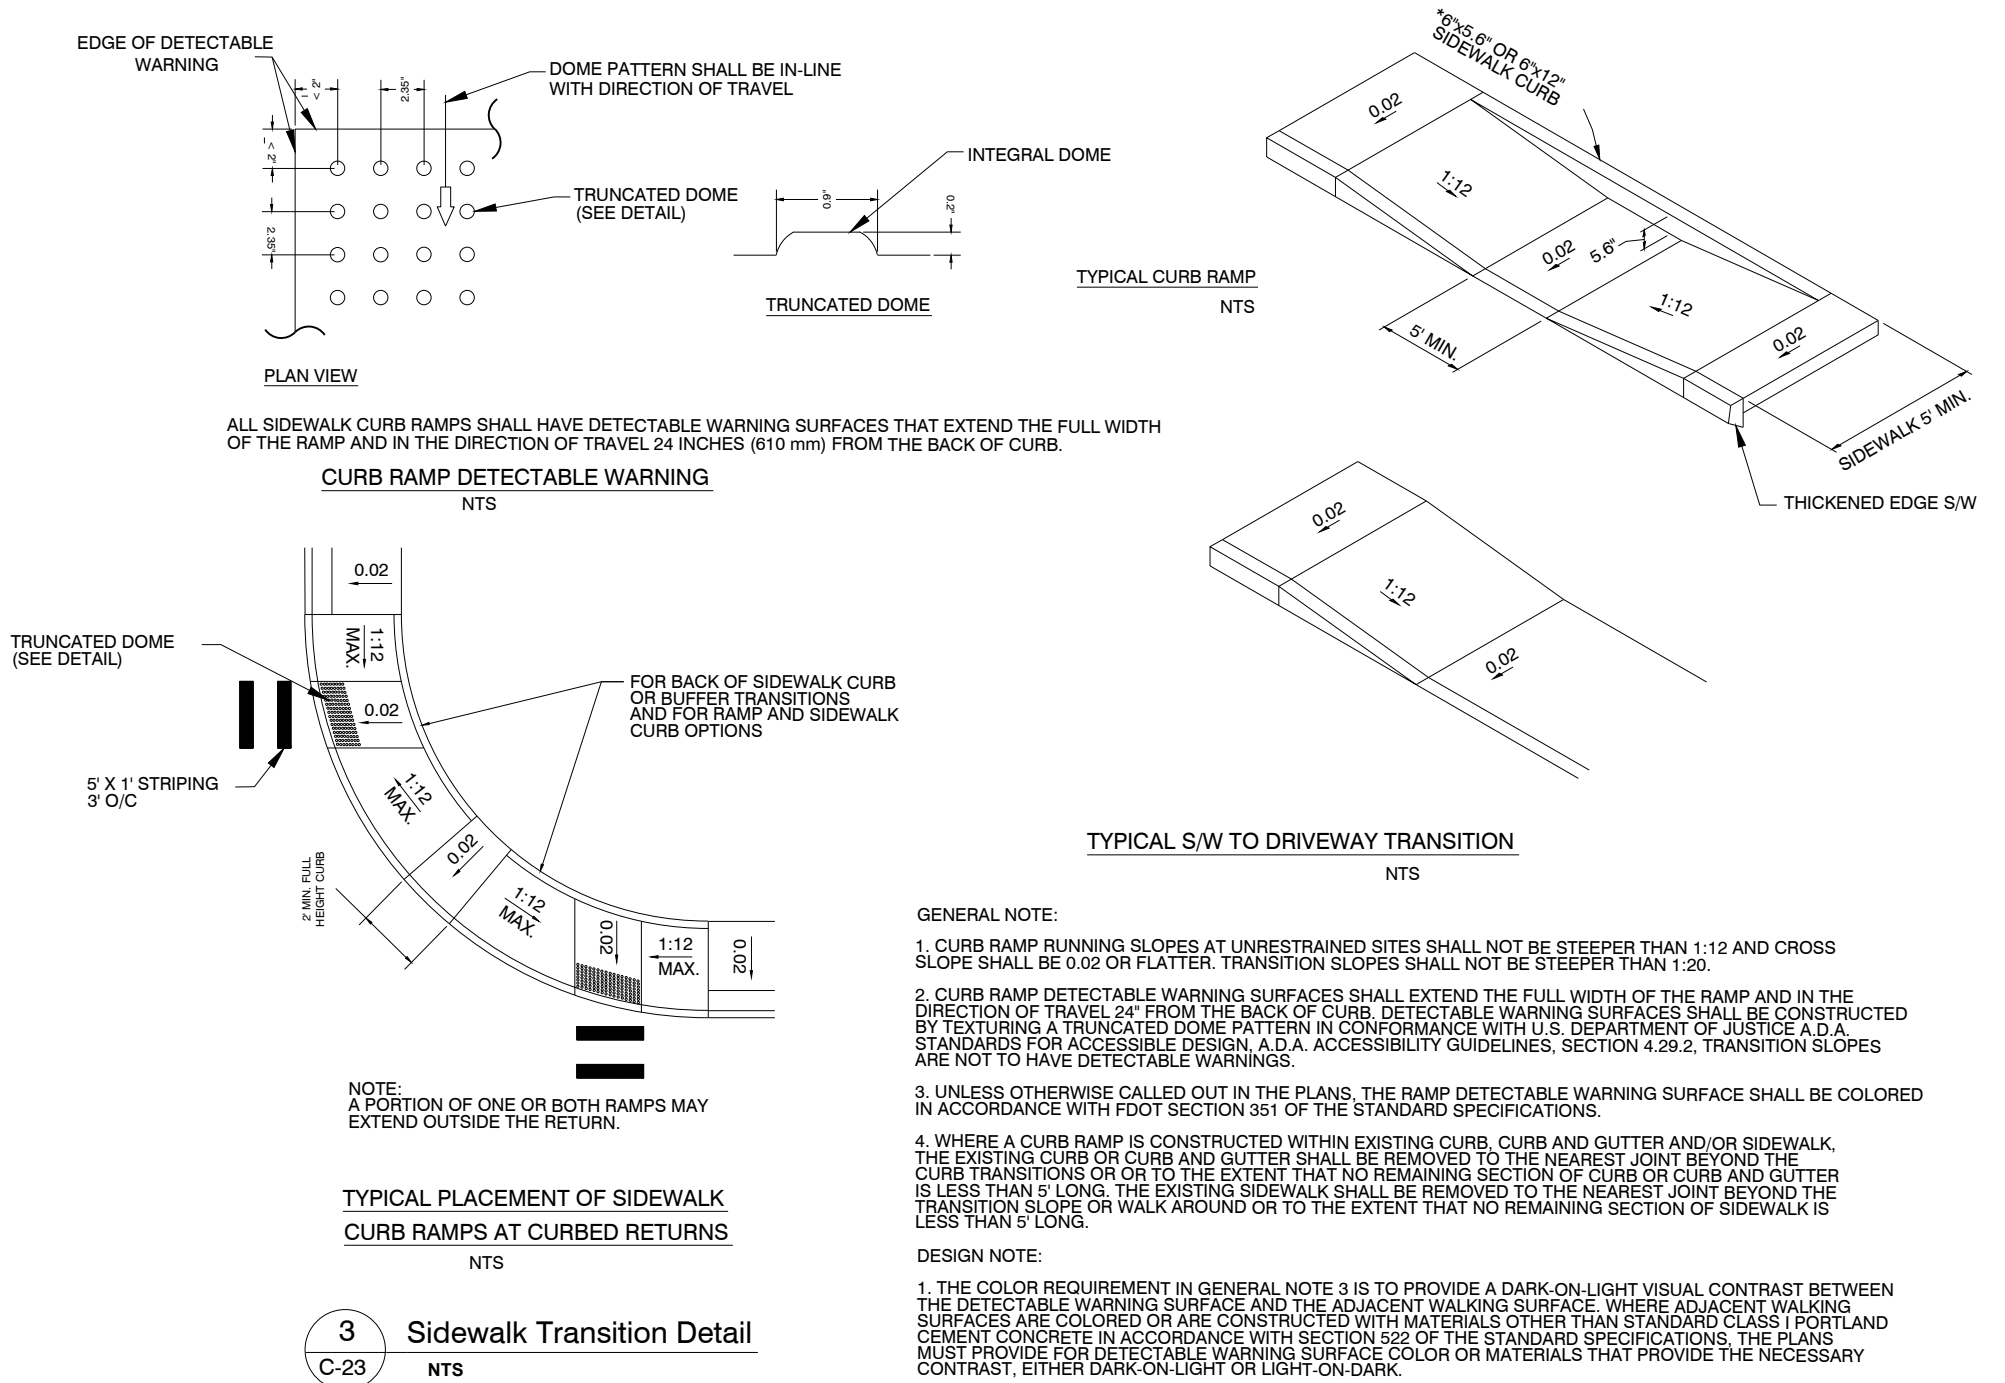 EDGE OF DETECTABLE
WARNING
< 2"
2.35"
< 2"
2.35"
DOME PATTERN SHALL BE IN-LINE
WITH DIRECTION OF TRAVEL
TRUNCATED DOME
(SEE DETAIL)
PLAN VIEW
INTEGRAL DOME
0.9"
0.2"
TRUNCATED DOME
ALL SIDEWALK CURB RAMPS SHALL HAVE DETECTABLE WARNING SURFACES THAT EXTEND THE FULL WIDTH
OF THE RAMP AND IN THE DIRECTION OF TRAVEL 24 INCHES (610 mm) FROM THE BACK OF CURB.
CURB RAMP DETECTABLE WARNING
NTS
*6"x5.6" OR 6"x12"
SIDEWALK CURB
0.02
1:12
0.02
5.6"
1:12
0.02
5' MIN.
SIDEWALK 5' MIN.
THICKENED EDGE S/W
TYPICAL CURB RAMP
NTS
0.02
1:12
0.02
TYPICAL S/W TO DRIVEWAY TRANSITION
NTS
0.02
1:12
MAX.
TRUNCATED DOME
(SEE DETAIL)
0.02
5' X 1' STRIPING
3' O/C
1:12
MAX.
0.02
2' MIN. FULL
HEIGHT CURB
FOR BACK OF SIDEWALK CURB
OR BUFFER TRANSITIONS
AND FOR RAMP AND SIDEWALK
CURB OPTIONS
1:12
MAX.
0.02
1:12
MAX.
0.02
NOTE:
A PORTION OF ONE OR BOTH RAMPS MAY
EXTEND OUTSIDE THE RETURN.
TYPICAL PLACEMENT OF SIDEWALK
CURB RAMPS AT CURBED RETURNS
NTS
3
C-23
Sidewalk Transition Detail
NTS
GENERAL NOTE:
1. CURB RAMP RUNNING SLOPES AT UNRESTRAINED SITES SHALL NOT BE STEEPER THAN 1:12 AND CROSS
SLOPE SHALL BE 0.02 OR FLATTER. TRANSITION SLOPES SHALL NOT BE STEEPER THAN 1:20.
2. CURB RAMP DETECTABLE WARNING SURFACES SHALL EXTEND THE FULL WIDTH OF THE RAMP AND IN THE
DIRECTION OF TRAVEL 24" FROM THE BACK OF CURB. DETECTABLE WARNING SURFACES SHALL BE CONSTRUCTED
BY TEXTURING A TRUNCATED DOME PATTERN IN CONFORMANCE WITH U.S. DEPARTMENT OF JUSTICE A.D.A.
STANDARDS FOR ACCESSIBLE DESIGN, A.D.A. ACCESSIBILITY GUIDELINES, SECTION 4.29.2, TRANSITION SLOPES
ARE NOT TO HAVE DETECTABLE WARNINGS.
3. UNLESS OTHERWISE CALLED OUT IN THE PLANS, THE RAMP DETECTABLE WARNING SURFACE SHALL BE COLORED
IN ACCORDANCE WITH FDOT SECTION 351 OF THE STANDARD SPECIFICATIONS.
4. WHERE A CURB RAMP IS CONSTRUCTED WITHIN EXISTING CURB, CURB AND GUTTER AND/OR SIDEWALK,
THE EXISTING CURB OR CURB AND GUTTER SHALL BE REMOVED TO THE NEAREST JOINT BEYOND THE
CURB TRANSITIONS OR OR TO THE EXTENT THAT NO REMAINING SECTION OF CURB OR CURB AND GUTTER
IS LESS THAN 5' LONG. THE EXISTING SIDEWALK SHALL BE REMOVED TO THE NEAREST JOINT BEYOND THE
TRANSITION SLOPE OR WALK AROUND OR TO THE EXTENT THAT NO REMAINING SECTION OF SIDEWALK IS
LESS THAN 5' LONG.
DESIGN NOTE:
1. THE COLOR REQUIREMENT IN GENERAL NOTE 3 IS TO PROVIDE A DARK-ON-LIGHT VISUAL CONTRAST BETWEEN
THE DETECTABLE WARNING SURFACE AND THE ADJACENT WALKING SURFACE. WHERE ADJACENT WALKING
SURFACES ARE COLORED OR ARE CONSTRUCTED WITH MATERIALS OTHER THAN STANDARD CLASS I PORTLAND
CEMENT CONCRETE IN ACCORDANCE WITH SECTION 522 OF THE STANDARD SPECIFICATIONS, THE PLANS
MUST PROVIDE FOR DETECTABLE WARNING SURFACE COLOR OR MATERIALS THAT PROVIDE THE NECESSARY
CONTRAST, EITHER DARK-ON-LIGHT OR LIGHT-ON-DARK.